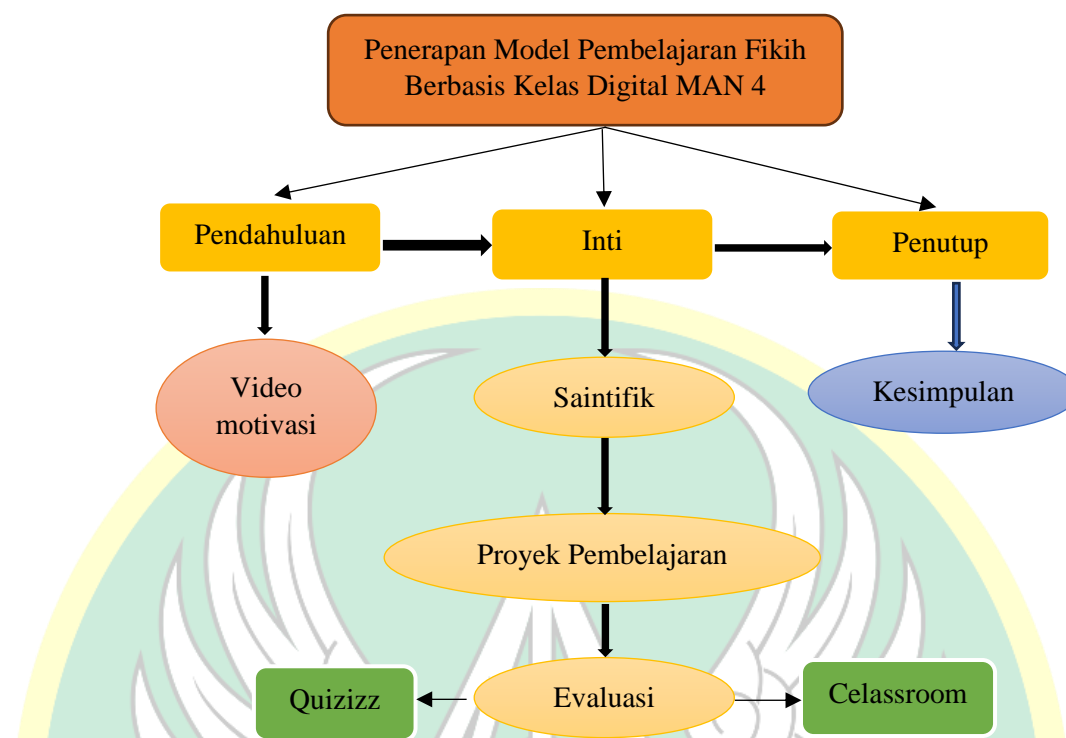 Penerapan Model Pembelajaran Fikih
Berbasis Kelas Digital MAN 4
Pendahuluan
Inti
Penutup
Video
motivasi
Saintifik
Kesimpulan
Proyek Pembelajaran
Quizizz
Evaluasi
Celassroom